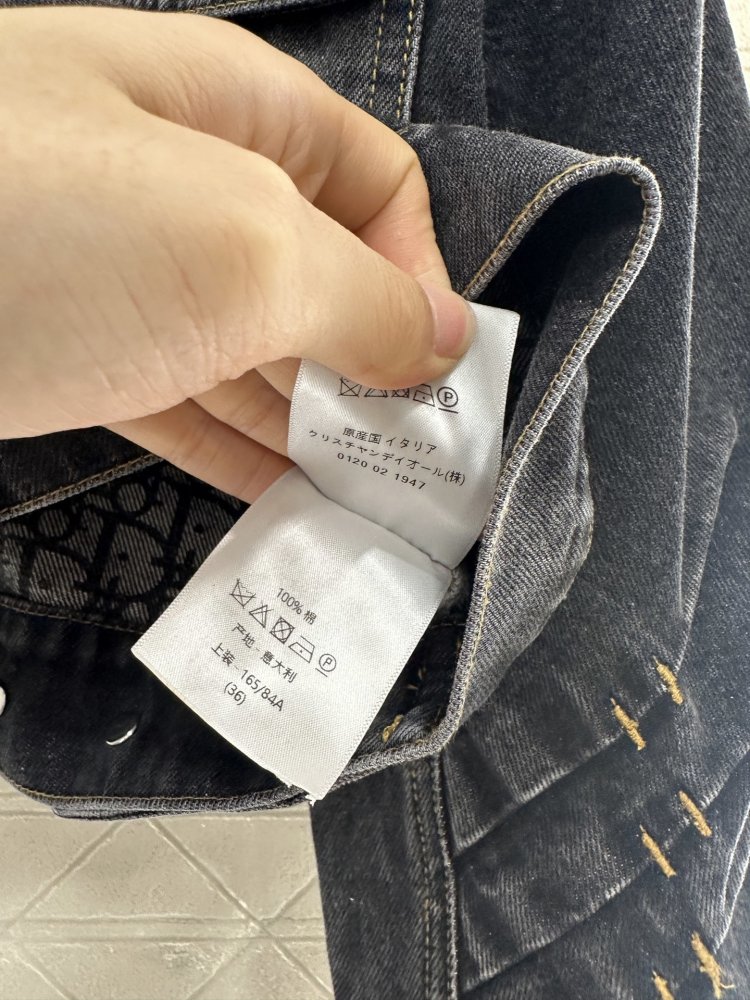 P
原産国 イタリア
クリスチャンディオール(株)
0120 02 1947
100% 棉
P
产地 : 意大利
上装 : 165/84A
(36)